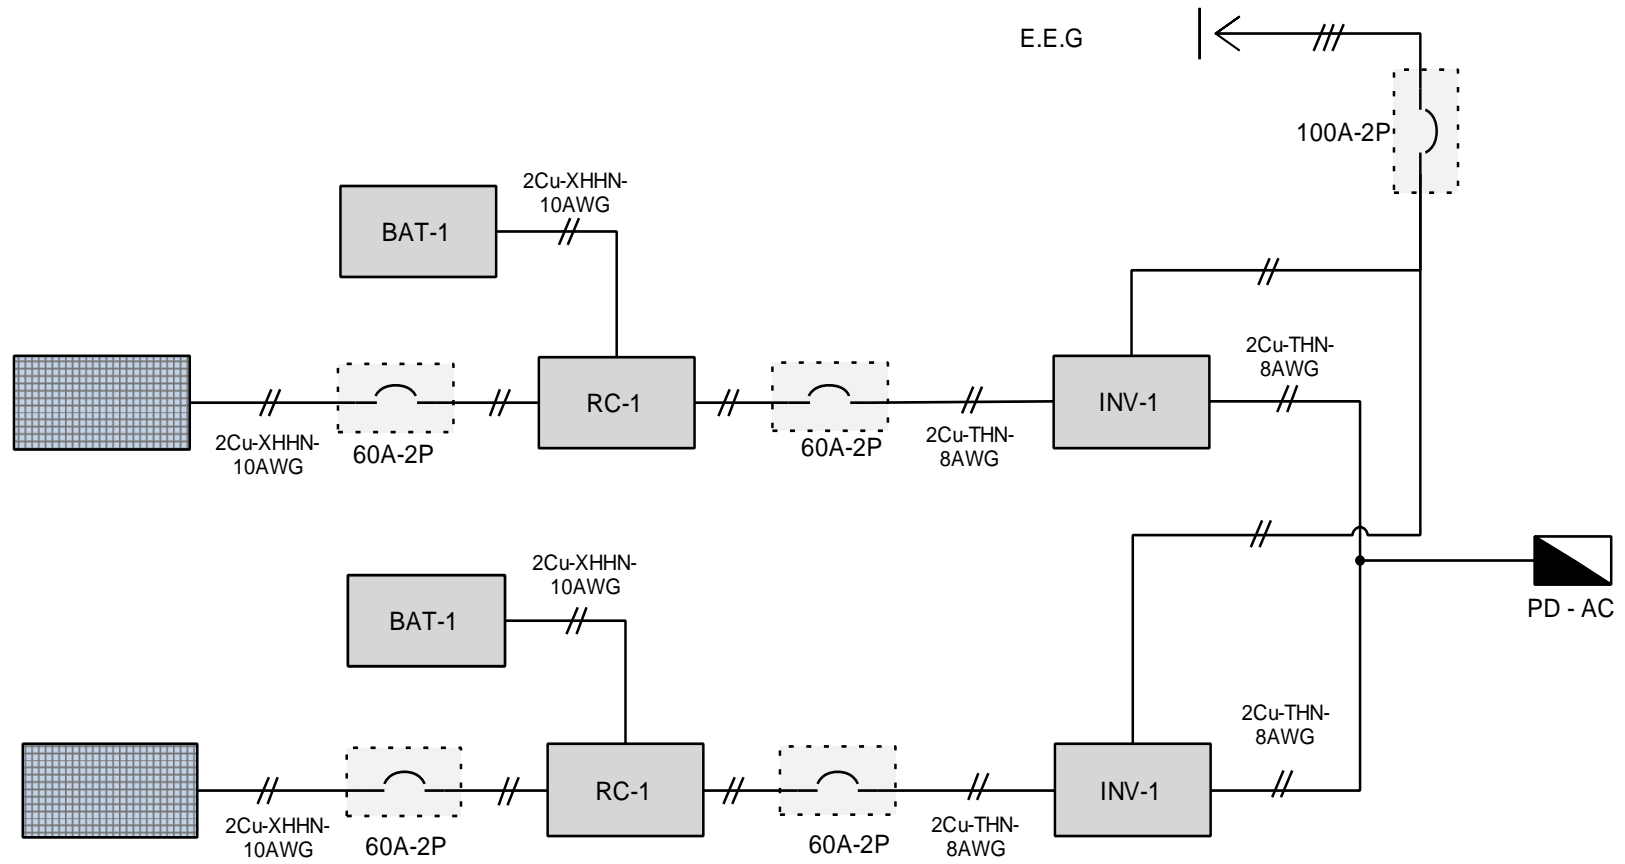 E.E.G
100A-2P
2Cu-XHHN-
10AWG
BAT-1
2Cu-THN-
8AWG
RC-1
INV-1
2Cu-XHHN-
10AWG
60A-2P
60A-2P
2Cu-THN-
8AWG
2Cu-XHHN-
10AWG
BAT-1
PD - AC
2Cu-THN-
8AWG
RC-1
INV-1
2Cu-XHHN-
10AWG
60A-2P
60A-2P
2Cu-THN-
8AWG